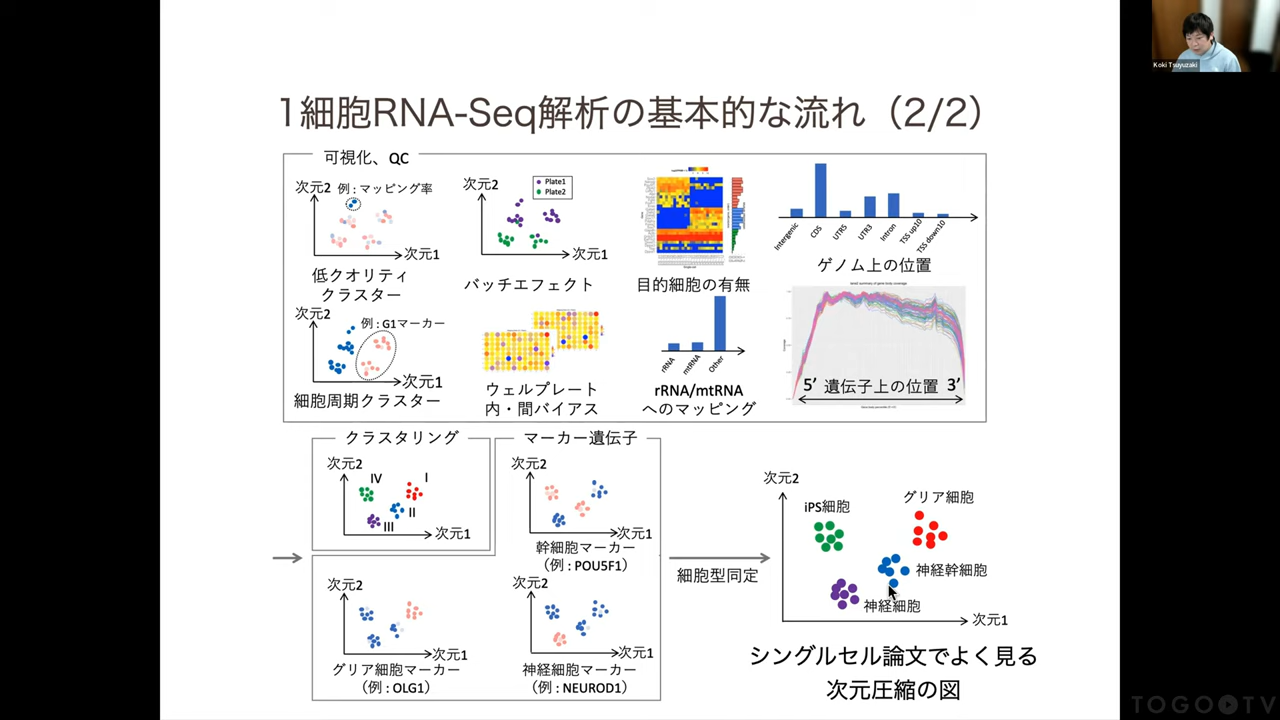 1細胞RNA-Seq解析の基本的な流れ（2/2）
Koki Tsuyuzaki
可視化、QC
次元2
例：マッピング率
次元1
低クオリティ
クラスター
次元2
Plate1
Plate2
次元1
バッチエフェクト
目的細胞の有無
Intergenic
CDS
UTR5
UTR3
Intron
TSS up10
TSS down10
ゲノム上の位置
次元2
例：G1マーカー
次元1
細胞周期クラスター
ウェルプレート
内・間バイアス
rRNA
mtRNA
Other
rRNA/mtRNA
へのマッピング
5’ 遺伝子上の位置 3’
クラスタリング
次元2
IV
I
II
III
次元1
マーカー遺伝子
次元2
次元1
幹細胞マーカー
（例：POU5F1）
次元2
次元1
グリア細胞マーカー
（例：OLG1）
次元2
次元1
神経細胞マーカー
（例：NEUROD1）
細胞型同定
次元2
iPS細胞
グリア細胞
神経幹細胞
神経細胞
次元1
シングルセル論文でよく見る
次元圧縮の図
TOGOTV